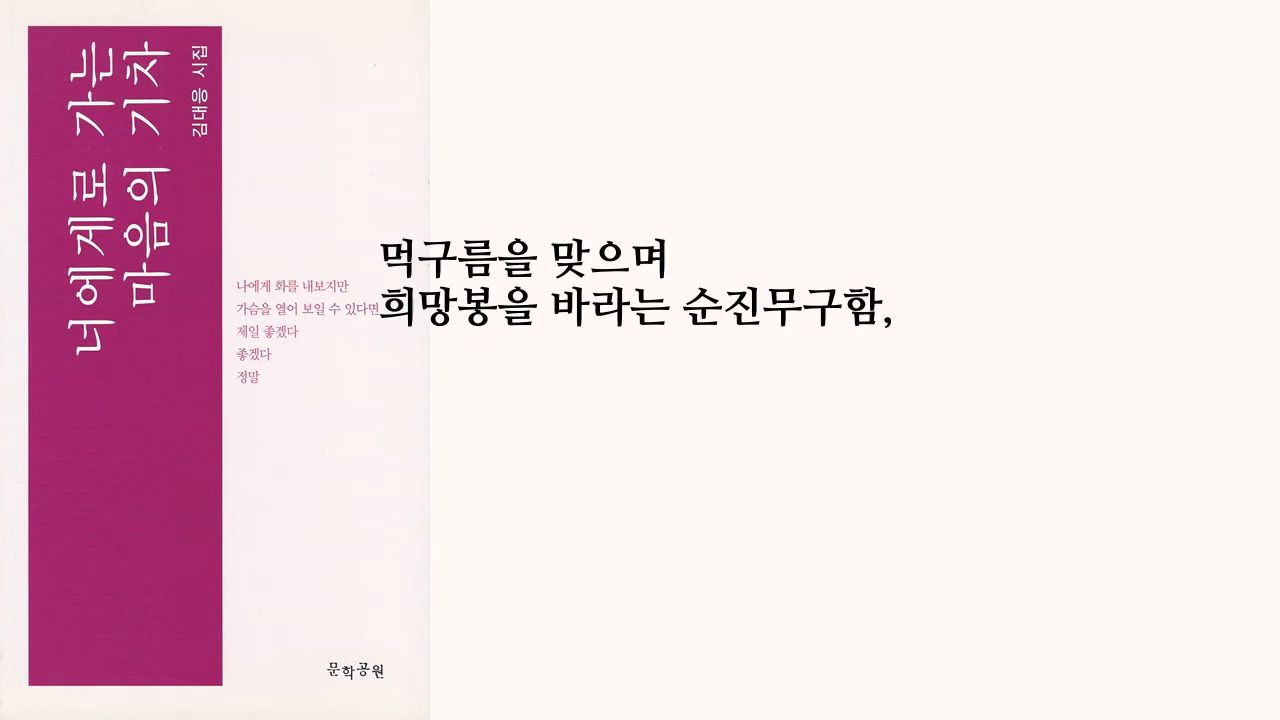 너에게로 가는
마음의 기차
김대응 시집
나에게 화를 내보지만
가슴을 열어 보일 수 있다면
제일 좋겠다
좋겠다
정말
먹구름을 맞으며
희망봉을 바라는 순진무구함,
문학공원